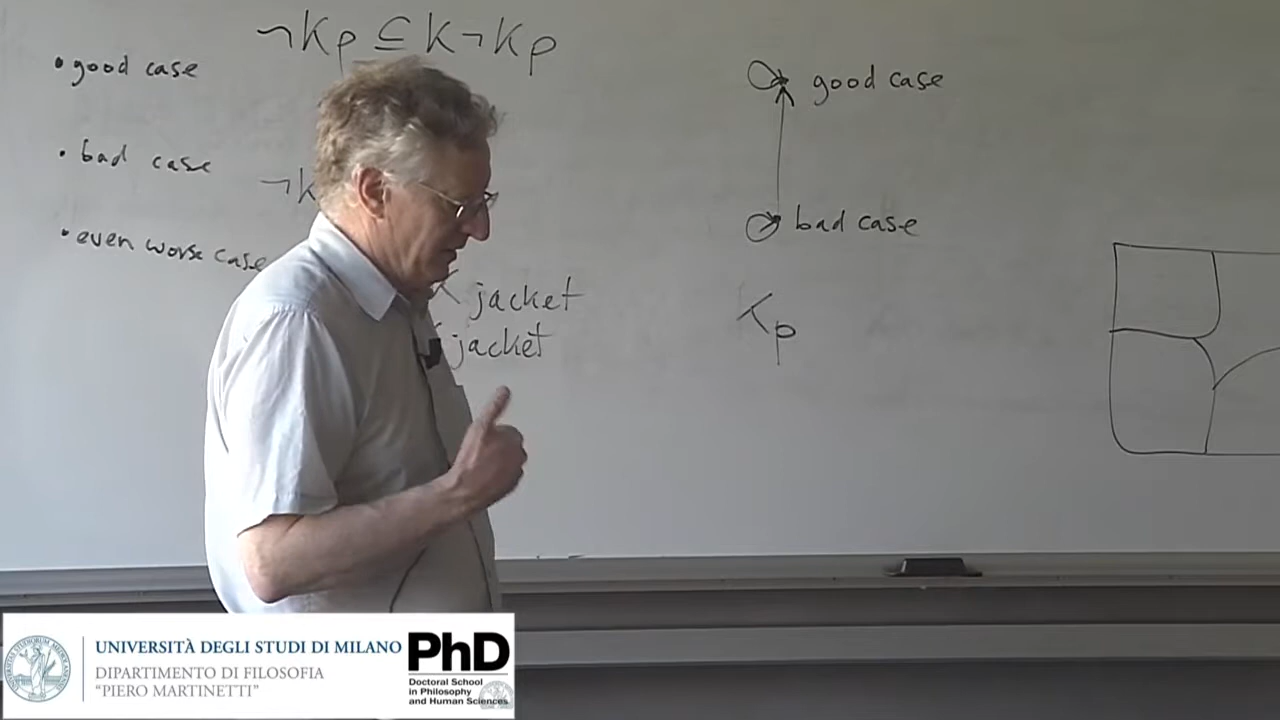 ¬Kp ⊆ K¬Kp
• good case
• bad case
¬K
• even worse case
jacket
jacket
good case
bad case
Kp
UNIVERSITÀ DEGLI STUDI DI MILANO
DIPARTIMENTO DI FILOSOFIA
“PIERO MARTINETTI”
PhD
Doctoral School
in Philosophy
and Human Sciences